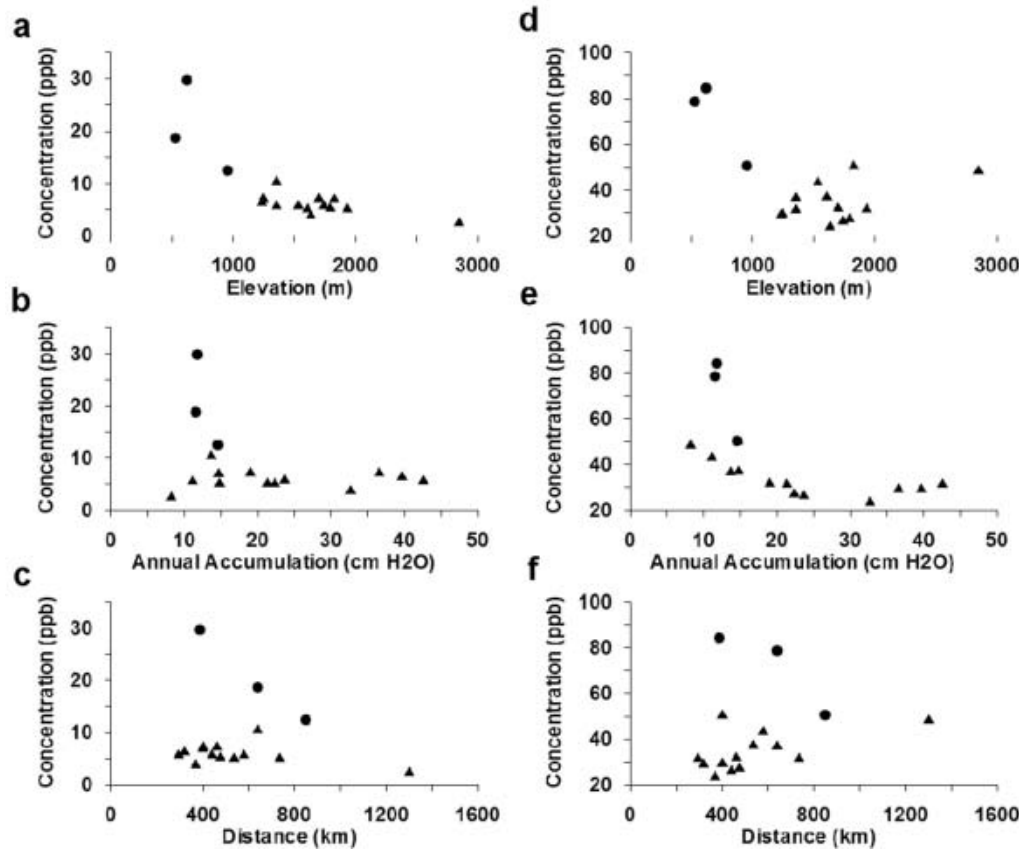 a
Concentration (ppb)
30
20
10
0
0 1000 2000 3000
Elevation (m)
b
Concentration (ppb)
30
20
10
0
0 10 20 30 40 50
Annual Accumulation (cm H2O)
c
Concentration (ppb)
30
20
10
0
0 400 800 1200 1600
Distance (km)
d
Concentration (ppb)
100
80
60
40
20
0 1000 2000 3000
Elevation (m)
e
Concentration (ppb)
100
80
60
40
20
0 10 20 30 40 50
Annual Accumulation (cm H2O)
f
Concentration (ppb)
100
80
60
40
20
0 400 800 1200 1600
Distance (km)